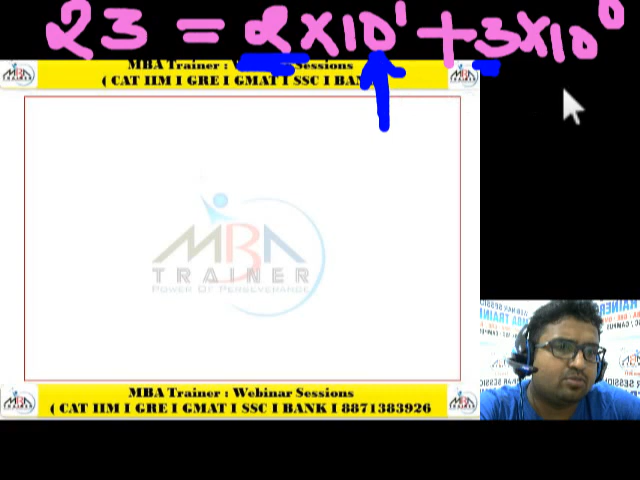 23 = 2×10¹ + 3×10⁰
MBA Trainer : Webinar Sessions
( CAT IIM I GRE I GMAT I SSC I BANK
MBA
TRAINER
POWER OF PERSEVERANCE
MBA Trainer : Webinar Sessions
( CAT IIM I GRE I GMAT I SSC I BANK I 8871383926